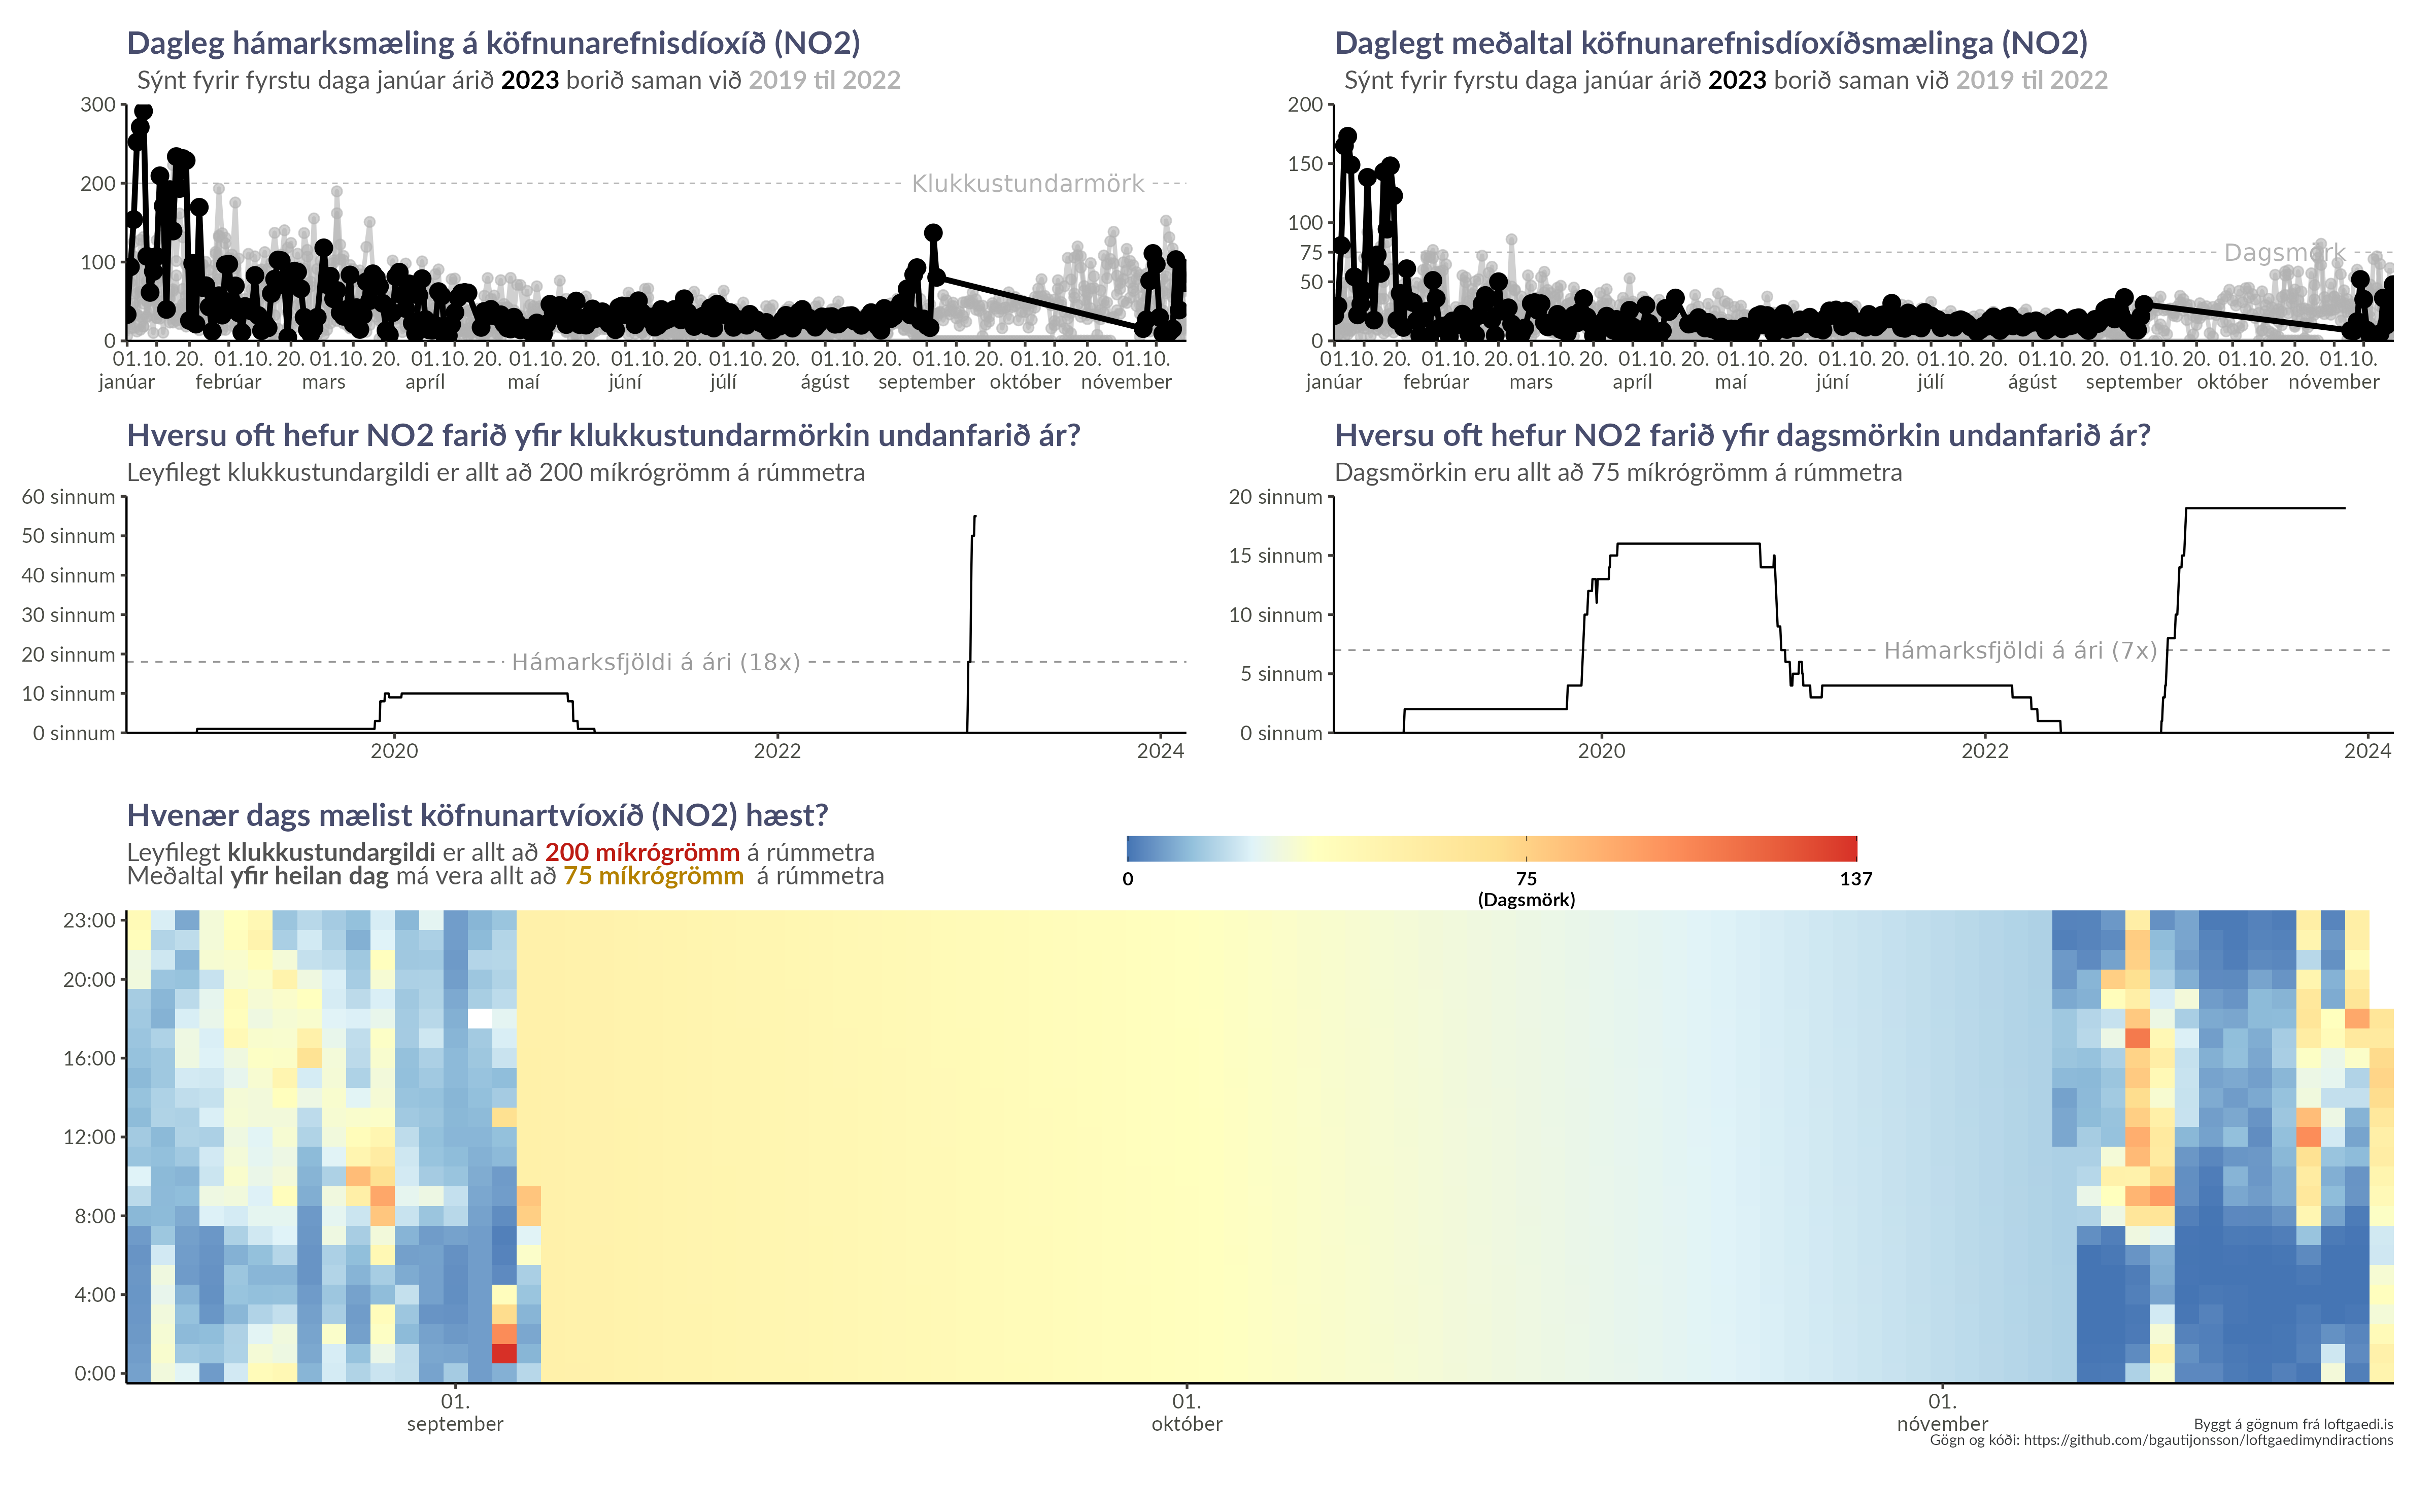 Dagleg hámarksmæling á köfnunarefnisdíoxíð (NO2)
Sýnt fyrir fyrstu daga janúar árið 2023 borið saman við 2019 til 2022
300
200
100
0
Klukkustundarmörk
01. 10. 20. 01. 10. 20. 01. 10. 20. 01. 10. 20. 01. 10. 20. 01. 10. 20. 01. 10. 20. 01. 10. 20. 01. 10. 20. 01. 10. 20. 01. 10.
janúar febrúar mars apríl maí júní júlí ágúst september október nóvember
Daglegt meðaltal köfnunarefnisdíoxíðsmælinga (NO2)
Sýnt fyrir fyrstu daga janúar árið 2023 borið saman við 2019 til 2022
200
150
100
75
50
0
Dagsmörk
01. 10. 20. 01. 10. 20. 01. 10. 20. 01. 10. 20. 01. 10. 20. 01. 10. 20. 01. 10. 20. 01. 10. 20. 01. 10. 20. 01. 10. 20. 01. 10.
janúar febrúar mars apríl maí júní júlí ágúst september október nóvember
Hversu oft hefur NO2 farið yfir klukkustundarmörkin undanfarið ár?
Leyfilegt klukkustundargildi er allt að 200 míkrógrömm á rúmmetra
60 sinnum
50 sinnum
40 sinnum
30 sinnum
20 sinnum
10 sinnum
0 sinnum
Hámarksfjöldi á ári (18x)
2020 2022 2024
Hversu oft hefur NO2 farið yfir dagsmörkin undanfarið ár?
Dagsmörkin eru allt að 75 míkrógrömm á rúmmetra
20 sinnum
15 sinnum
10 sinnum
5 sinnum
0 sinnum
Hámarksfjöldi á ári (7x)
2020 2022 2024
Hvenær dags mælist köfnunartvíoxíð (NO2) hæst?
Leyfilegt klukkustundargildi er allt að 200 míkrógrömm á rúmmetra
Meðaltal yfir heilan dag má vera allt að 75 míkrógrömm á rúmmetra
0 75 137
(Dagsmörk)
23:00
20:00
16:00
12:00
8:00
4:00
0:00
01. 01. 01.
september október nóvember
Byggt á gögnum frá loftgaedi.is
Gögn og kóði: https://github.com/bgautijonsson/loftgaedimyndiractions